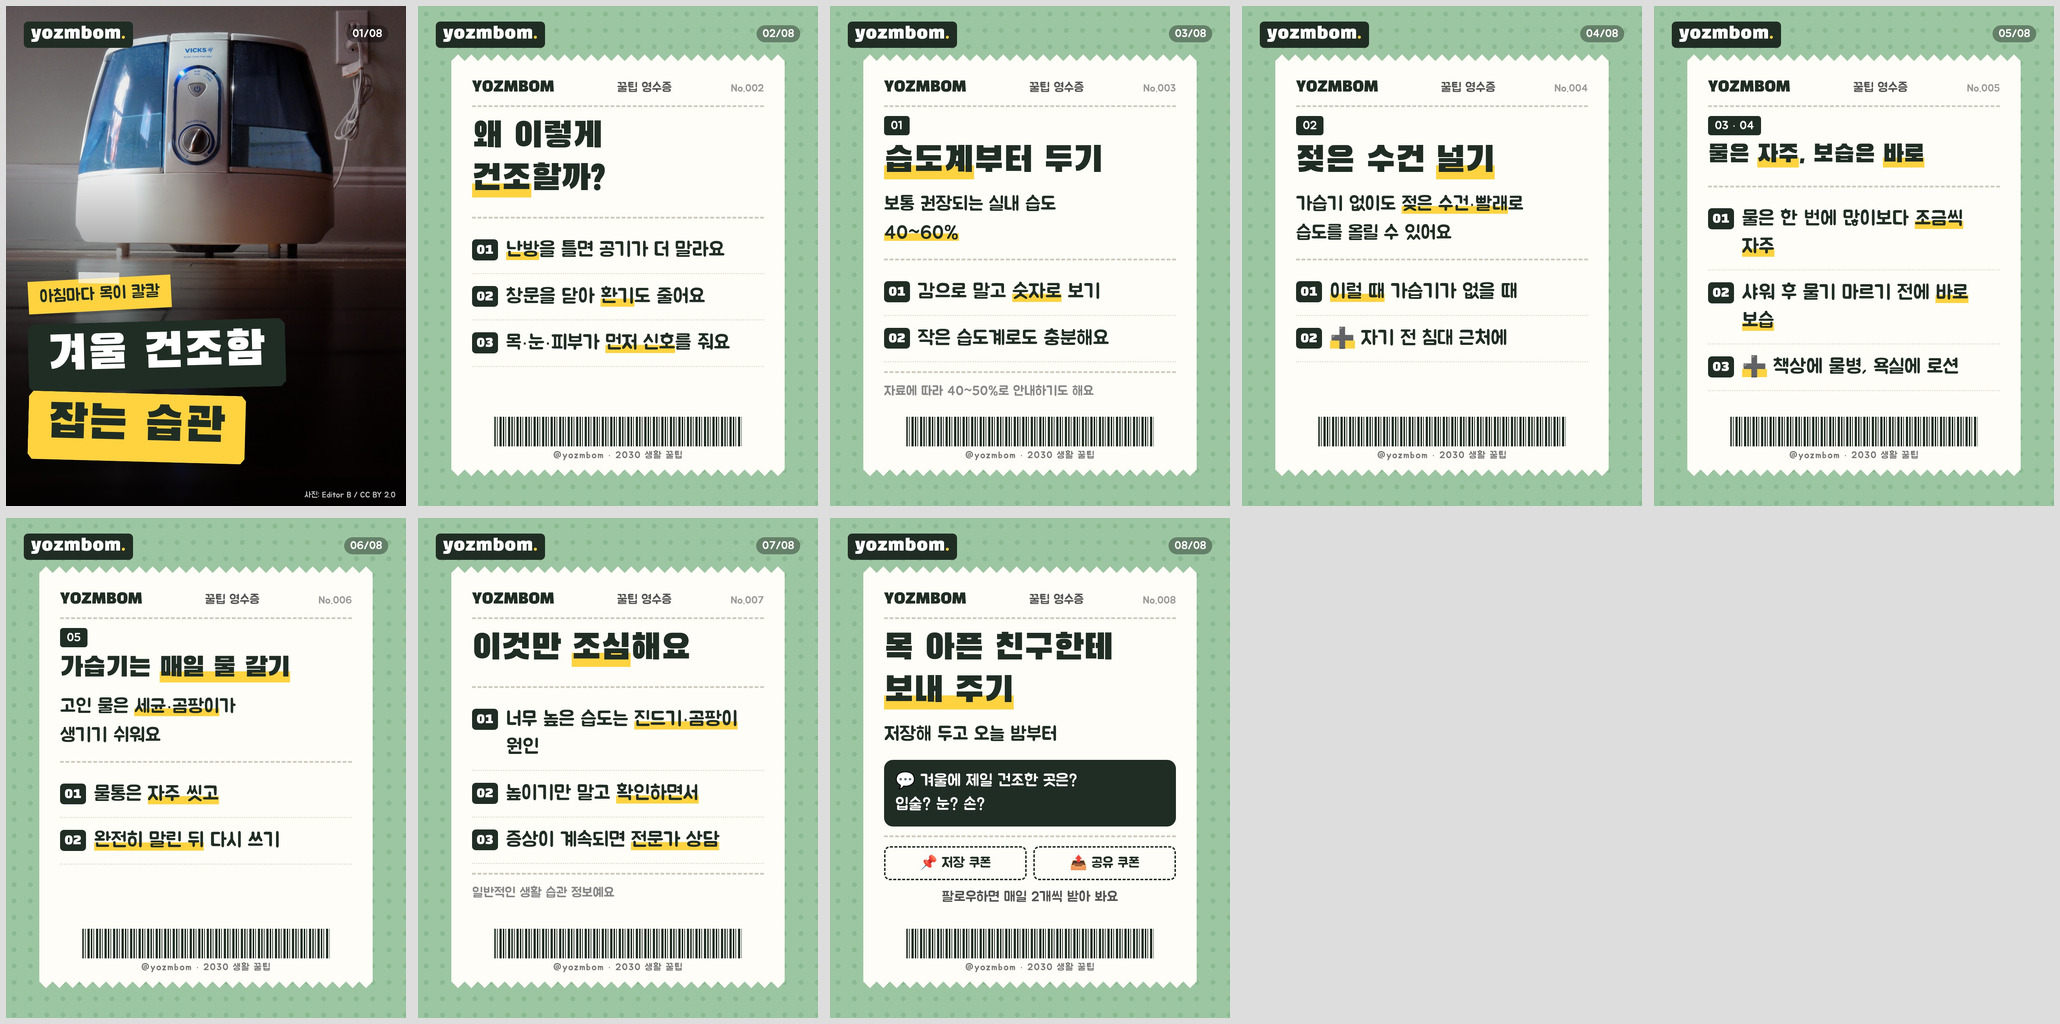 yozmbom.
01/08
VICKS
아침마다 목이 칼칼
겨울 건조함
잡는 습관
사진: Editor B / CC BY 2.0
yozmbom.
02/08
YOZMBOM 꿀팁 영수증 No.002
왜 이렇게
건조할까?
01 난방을 틀면 공기가 더 말라요
02 창문을 닫아 환기도 줄어요
03 목·눈·피부가 먼저 신호를 줘요
@yozmbom · 2030 생활 꿀팁
yozmbom.
03/08
YOZMBOM 꿀팁 영수증 No.003
01
습도계부터 두기
보통 권장되는 실내 습도
40~60%
01 감으로 말고 숫자로 보기
02 작은 습도계로도 충분해요
자료에 따라 40~50%로 안내하기도 해요
@yozmbom · 2030 생활 꿀팁
yozmbom.
04/08
YOZMBOM 꿀팁 영수증 No.004
02
젖은 수건 널기
가습기 없이도 젖은 수건·빨래로
습도를 올릴 수 있어요
01 이럴 때 가습기가 없을 때
02 ➕ 자기 전 침대 근처에
@yozmbom · 2030 생활 꿀팁
yozmbom.
05/08
YOZMBOM 꿀팁 영수증 No.005
03 · 04
물은 자주, 보습은 바로
01 물은 한 번에 많이보다 조금씩
자주
02 샤워 후 물기 마르기 전에 바로
보습
03 ➕ 책상에 물병, 욕실에 로션
@yozmbom · 2030 생활 꿀팁
yozmbom.
06/08
YOZMBOM 꿀팁 영수증 No.006
05
가습기는 매일 물 갈기
고인 물은 세균·곰팡이가
생기기 쉬워요
01 물통은 자주 씻고
02 완전히 말린 뒤 다시 쓰기
@yozmbom · 2030 생활 꿀팁
yozmbom.
07/08
YOZMBOM 꿀팁 영수증 No.007
이것만 조심해요
01 너무 높은 습도는 진드기·곰팡이
원인
02 높이기만 말고 확인하면서
03 증상이 계속되면 전문가 상담
일반적인 생활 습관 정보예요
@yozmbom · 2030 생활 꿀팁
yozmbom.
08/08
YOZMBOM 꿀팁 영수증 No.008
목 아픈 친구한테
보내 주기
저장해 두고 오늘 밤부터
💬 겨울에 제일 건조한 곳은?
입술? 눈? 손?
📌 저장 쿠폰
📤 공유 쿠폰
팔로우하면 매일 2개씩 받아 봐요
@yozmbom · 2030 생활 꿀팁